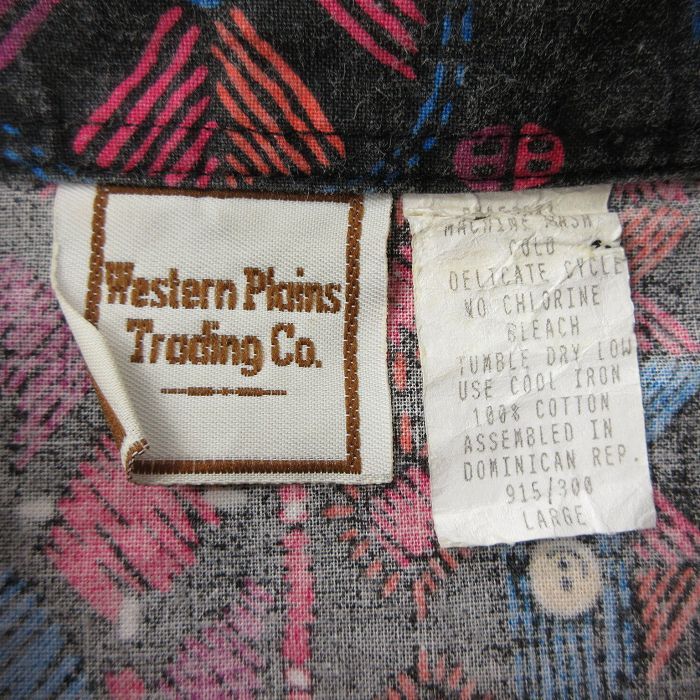 Western Plains
Trading Co.
MACHINE WASH
COLD
DELICATE CYCLE
NO CHLORINE
BLEACH
TUMBLE DRY LOW
USE COOL IRON
100% COTTON
ASSEMBLED IN
DOMINICAN REP.
915/300
LARGE